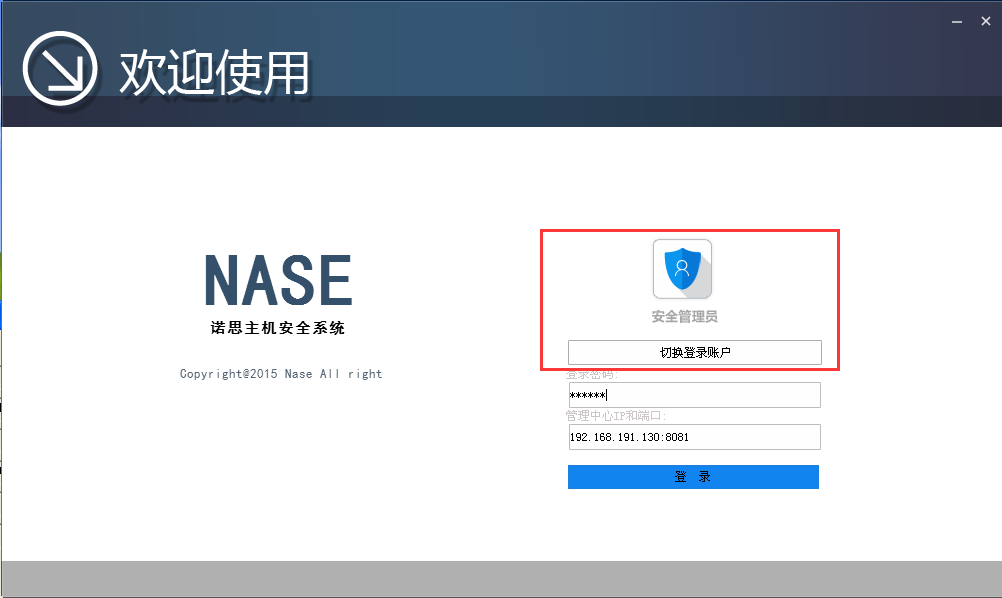 欢迎使用
NASE
诺思主机安全系统
Copyright@2015 Nase All right
安全管理员
切换登录账户
登录密码:
******
管理中心IP和端口:
192.168.191.130:8081
登 录